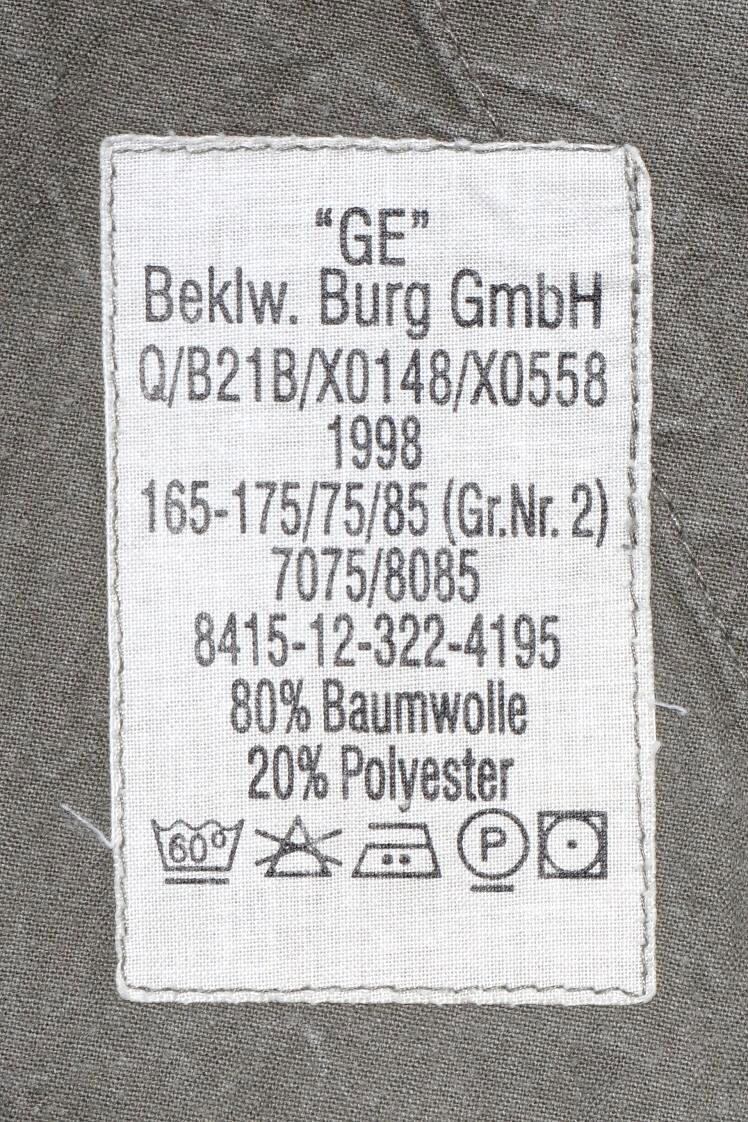 “GE”
Beklw. Burg GmbH
Q/B21B/X0148/X0558
1998
165-175/75/85 (Gr.Nr. 2)
7075/8085
8415-12-322-4195
80% Baumwolle
20% Polyester
60° P